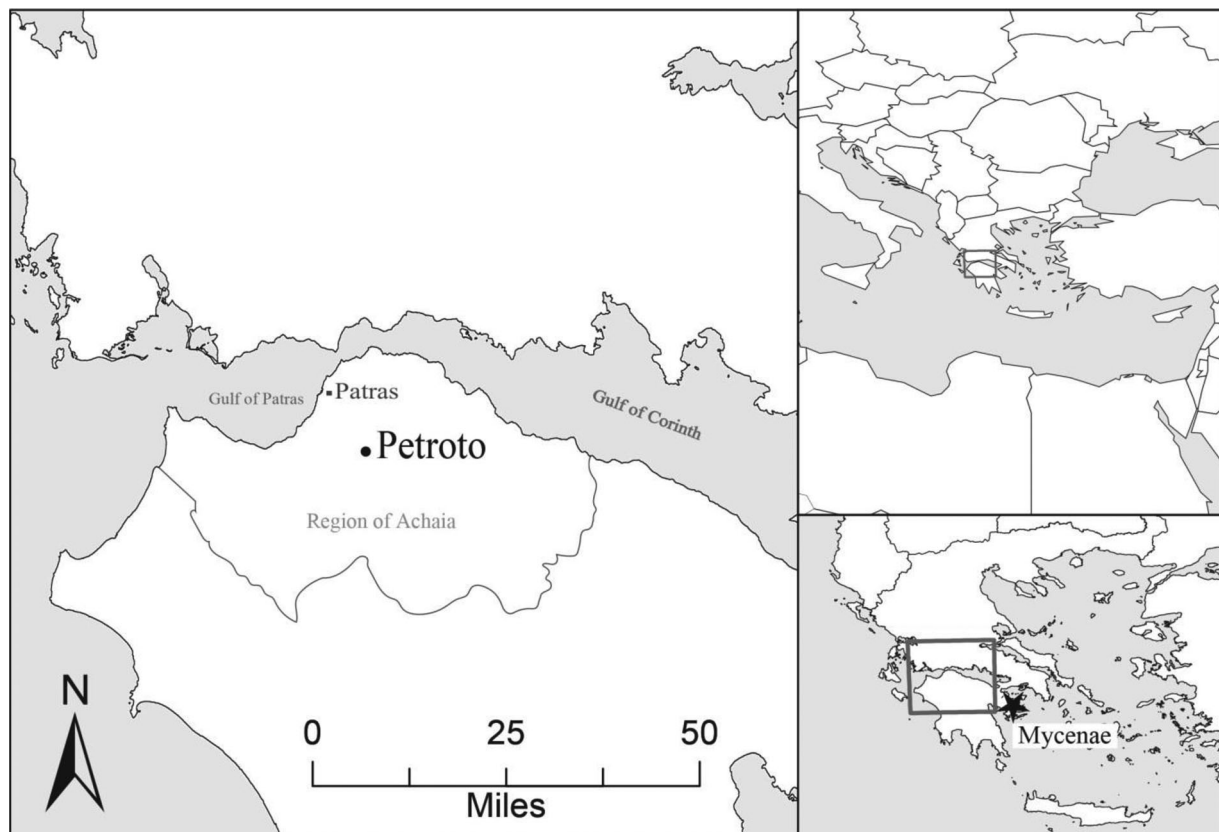 Gulf of Patras
Patras
Gulf of Corinth
Petroto
Region of Achaia
N
0 25 50
Miles
Mycenae